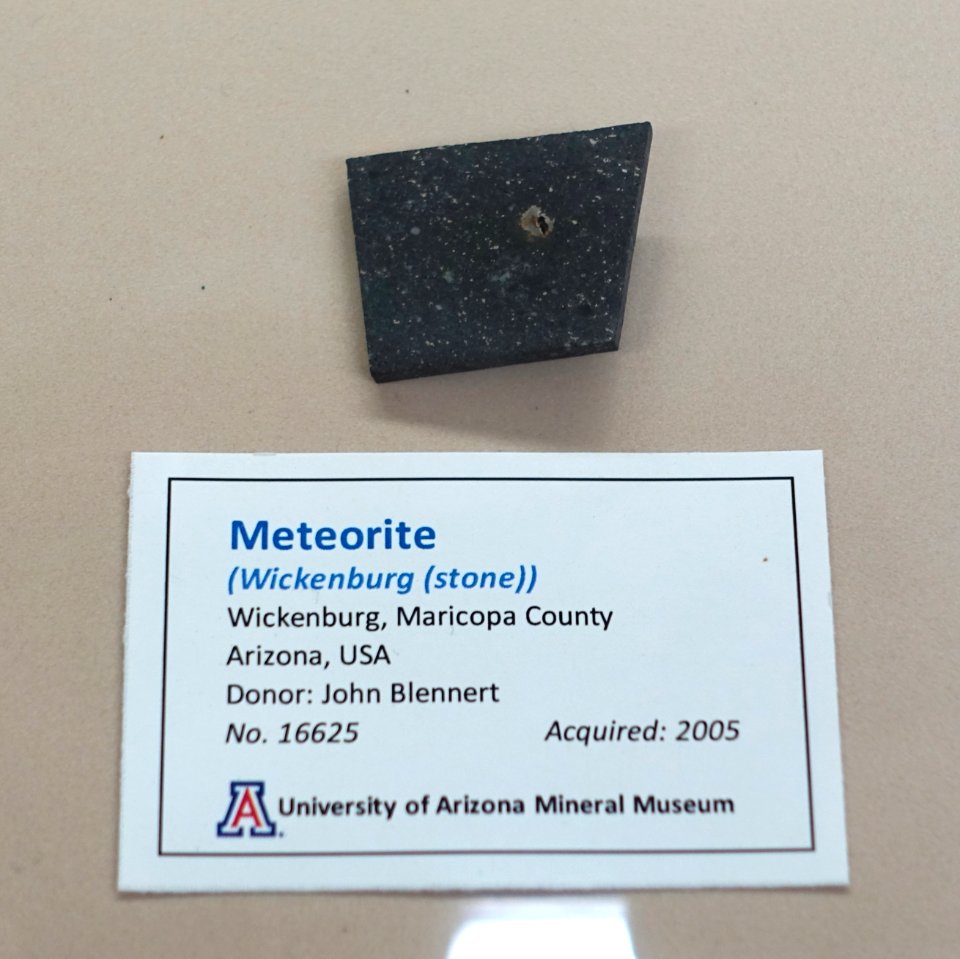 Meteorite
(Wickenburg (stone))
Wickenburg, Maricopa County
Arizona, USA
Donor: John Blennert
No. 16625 Acquired: 2005
A University of Arizona Mineral Museum